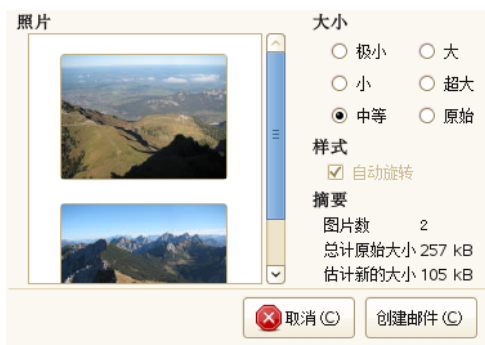 照片
大小
极小 大
小 超大
中等 原始
样式
自动旋转
摘要
图片数 2
总计原始大小 257 kB
估计新的大小 105 kB
取消(C) 创建邮件(C)